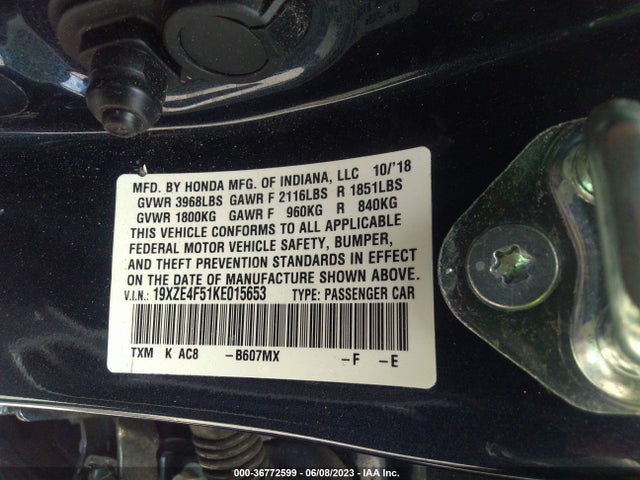 MFD. BY HONDA MFG. OF INDIANA, LLC 10/'18
GVWR 3968LBS GAWR F 2116LBS R 1851LBS
GVWR 1800KG GAWR F 960KG R 840KG
THIS VEHICLE CONFORMS TO ALL APPLICABLE
FEDERAL MOTOR VEHICLE SAFETY, BUMPER,
AND THEFT PREVENTION STANDARDS IN EFFECT
ON THE DATE OF MANUFACTURE SHOWN ABOVE.
V.I.N.: 19XZE4F51KE015653 TYPE: PASSENGER CAR
TXM K AC8 -B607MX -F -E
000-36772599 - 06/08/2023 - IAA Inc.